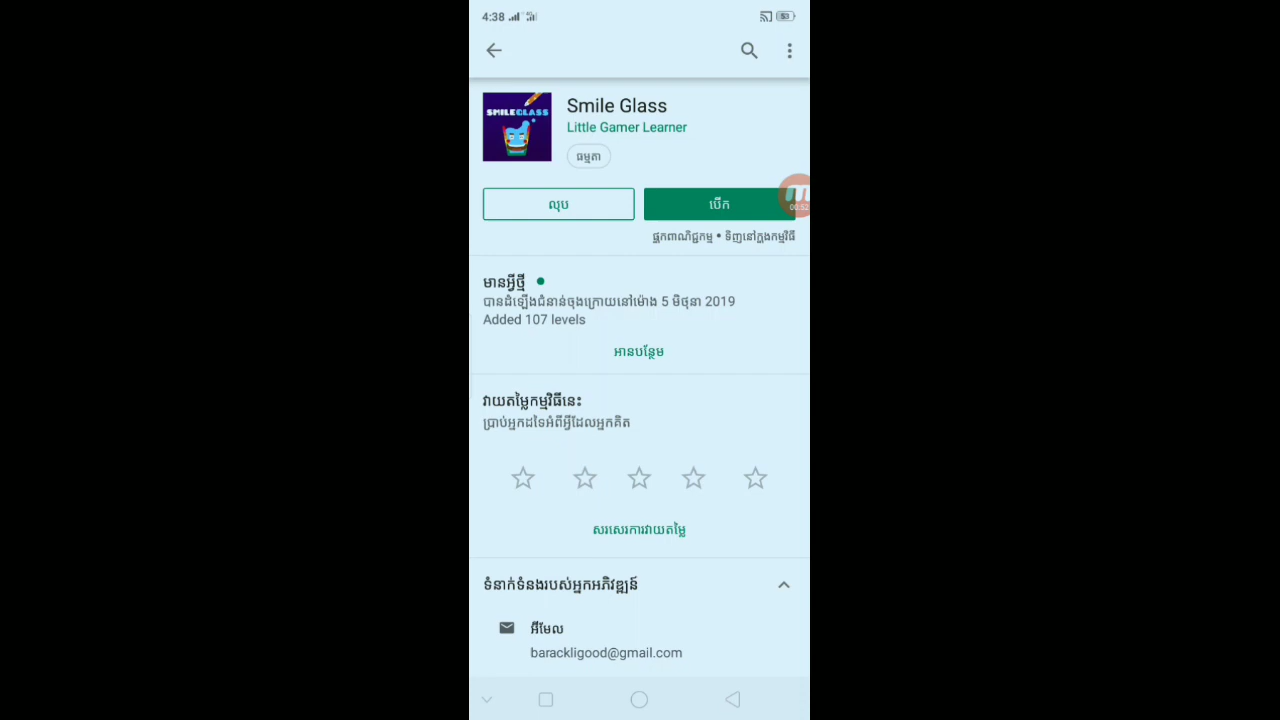 4:38
53
SMILEGLASS
Smile Glass
Little Gamer Learner
ធម្មតា
លុប
បើក
00:52
ផ្ទុកពាណិជ្ជកម្ម • ទិញនៅក្នុងកម្មវិធី
មានអ្វីថ្មី
បានដំឡើងជំនាន់ចុងក្រោយនៅម៉ោង 5 មិថុនា 2019
Added 107 levels
អានបន្ថែម
វាយតម្លៃកម្មវិធីនេះ
ប្រាប់អ្នកដទៃអំពីអ្វីដែលអ្នកគិត
សរសេរការវាយតម្លៃ
ទំនាក់ទំនងរបស់អ្នកអភិវឌ្ឍន៍
អ៊ីមែល
barackligood@gmail.com